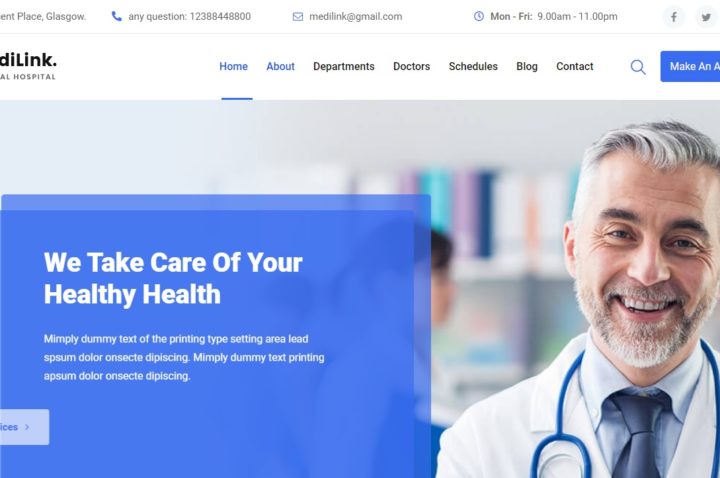 cent Place, Glasgow. any question: 12388448800 medilink@gmail.com Mon - Fri: 9.00am - 11.00pm
diLink.
AL HOSPITAL
Home About Departments Doctors Schedules Blog Contact Make An A
We Take Care Of Your
Healthy Health
Mimply dummy text of the printing type setting area lead
spsum dolor onsecte dipiscing. Mimply dummy text printing
apsum dolor onsecte dipiscing.
ices